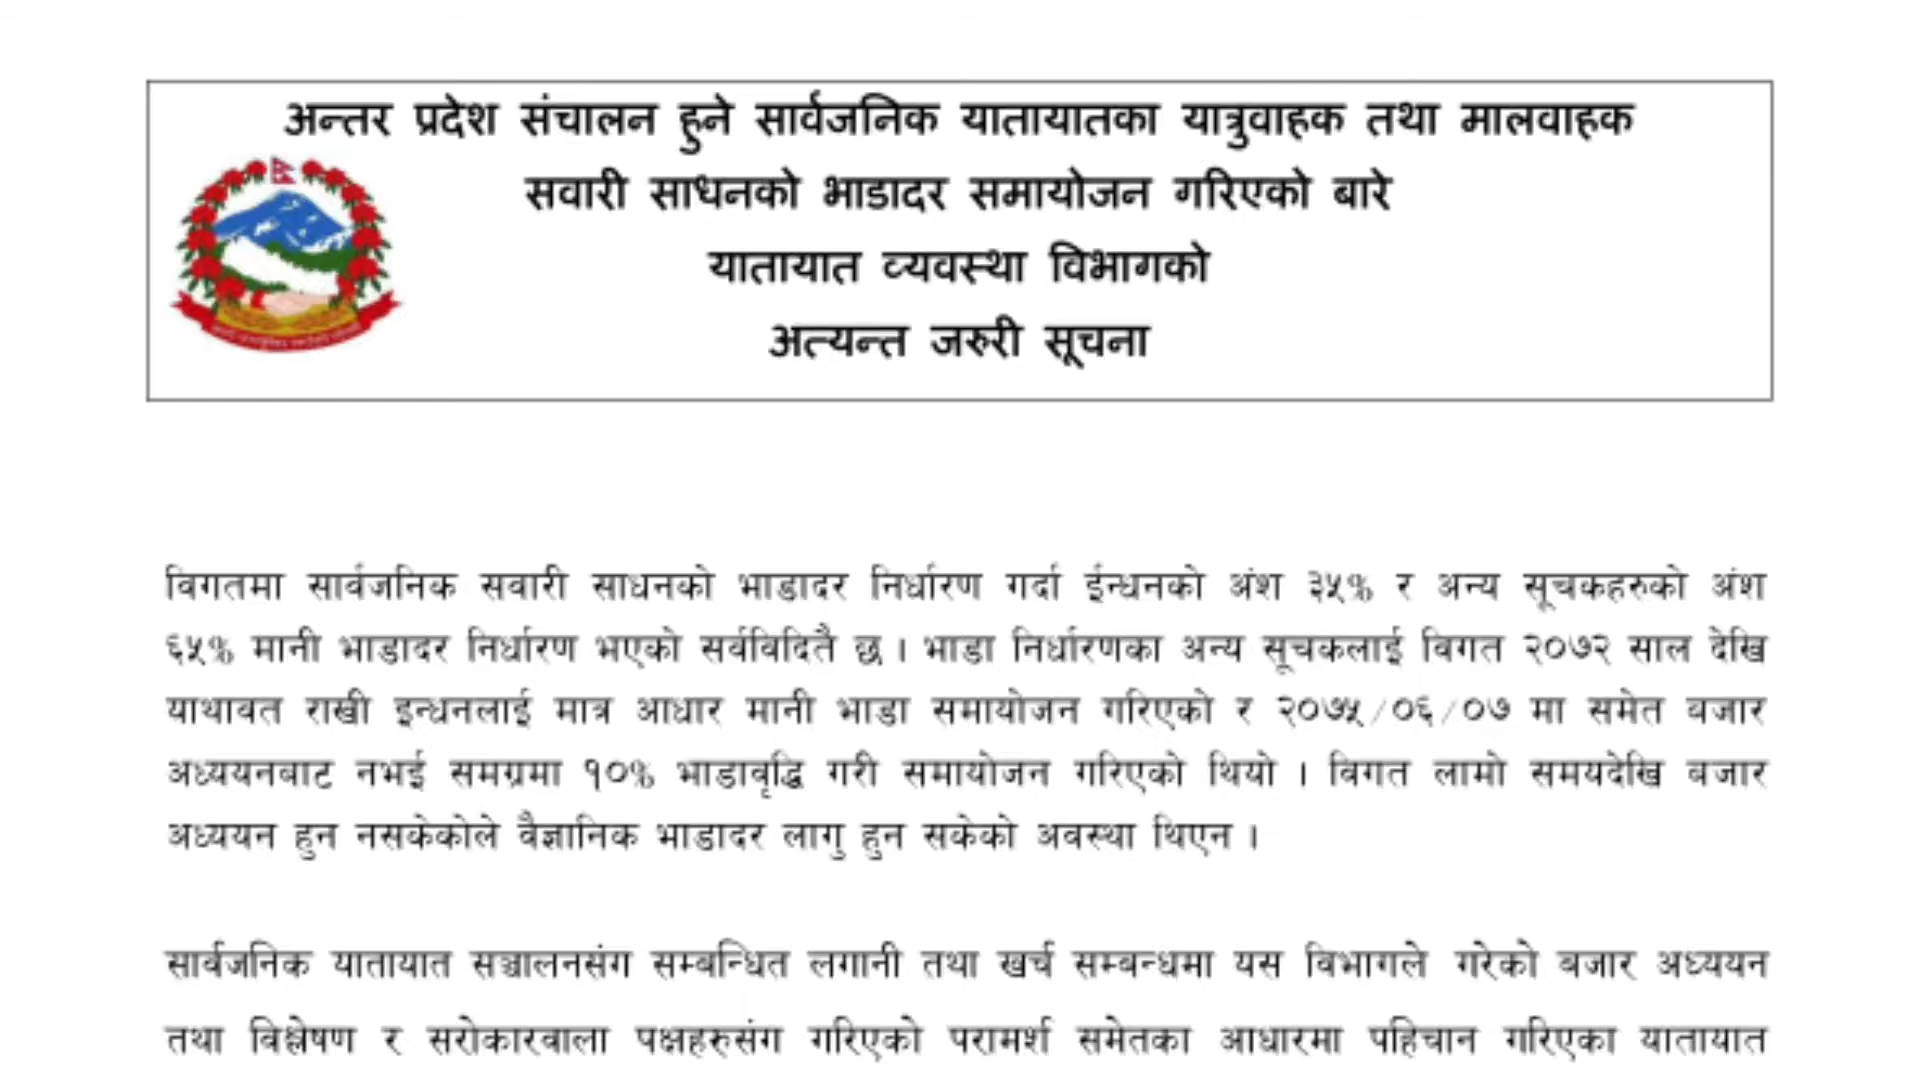 अन्तर प्रदेश संचालन हुने सार्वजनिक यातायातका यात्रुवाहक तथा मालवाहक
सवारी साधनको भाडादर समायोजन गरिएको बारे
यातायात व्यवस्था विभागको
अत्यन्त जरुरी सूचना
विगतमा सार्वजनिक सवारी साधनको भाडादर निर्धारण गर्दा ईन्धनको अंश ३५% र अन्य सूचकहरुको अंश
६५% मानी भाडादर निर्धारण भएको सर्वविदितै छ । भाडा निर्धारणका अन्य सूचकलाई विगत २०७२ साल देखि
याथावत राखी इन्धनलाई मात्र आधार मानी भाडा समायोजन गरिएको र २०७५/०६/०७ मा समेत बजार
अध्ययनबाट नभई समग्रमा १०% भाडावृद्धि गरी समायोजन गरिएको थियो । विगत लामो समयदेखि बजार
अध्ययन हुन नसकेकोले वैज्ञानिक भाडादर लागु हुन सकेको अवस्था थिएन ।
सार्वजनिक यातायात सञ्चालनसंग सम्बन्धित लगानी तथा खर्च सम्बन्धमा यस विभागले गरेको बजार अध्ययन
तथा विश्लेषण र सरोकारवाला पक्षहरुसंग गरिएको परामर्श समेतका आधारमा पहिचान गरिएका यातायात